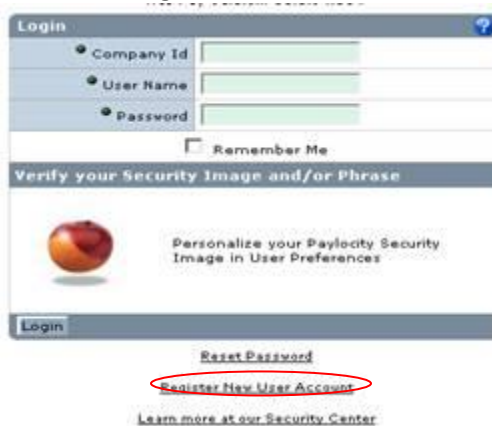 Login
?
Company Id
User Name
Password
Remember Me
Verify your Security Image and/or Phrase
Personalize your Paylocity Security
Image in User Preferences
Login
Reset Password
Register New User Account
Learn more at our Security Center